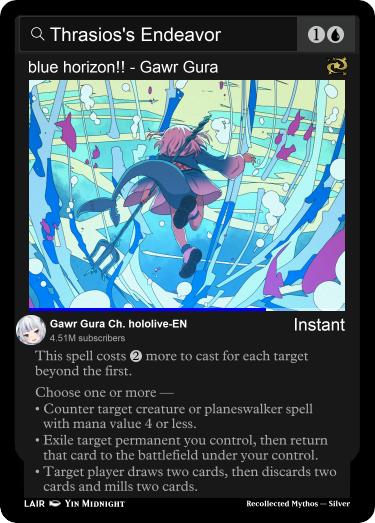 Thrasios's Endeavor
1
blue horizon!! - Gawr Gura
Gawr Gura Ch. hololive-EN
4.51M subscribers
Instant
This spell costs 2 more to cast for each target
beyond the first.
Choose one or more —
• Counter target creature or planeswalker spell
with mana value 4 or less.
• Exile target permanent you control, then return
that card to the battlefield under your control.
• Target player draws two cards, then discards two
cards and mills two cards.
LAIR Yin Midnight
Recollected Mythos — Silver